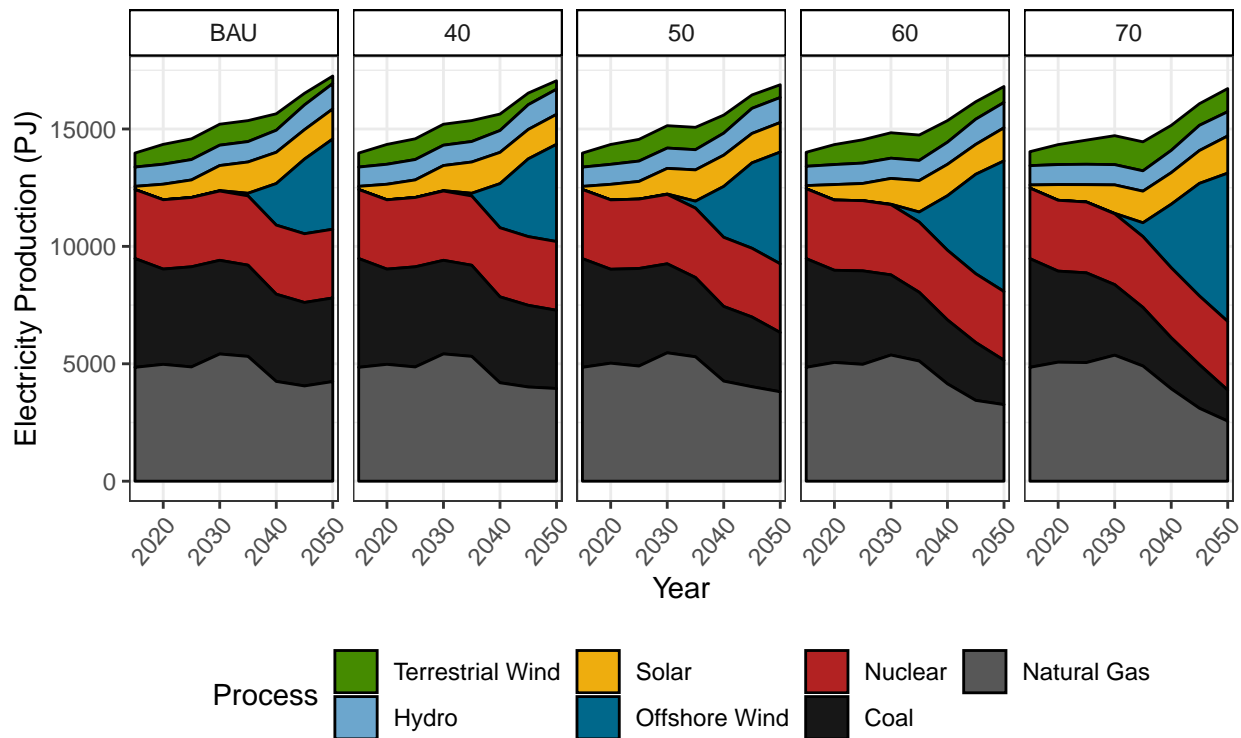 BAU 40 50 60 70
Electricity Production (PJ)
15000
10000
5000
0
2020 2030 2040 2050 2020 2030 2040 2050 2020 2030 2040 2050 2020 2030 2040 2050 2020 2030 2040 2050
Year
Process
Terrestrial Wind Solar Nuclear Natural Gas
Hydro Offshore Wind Coal